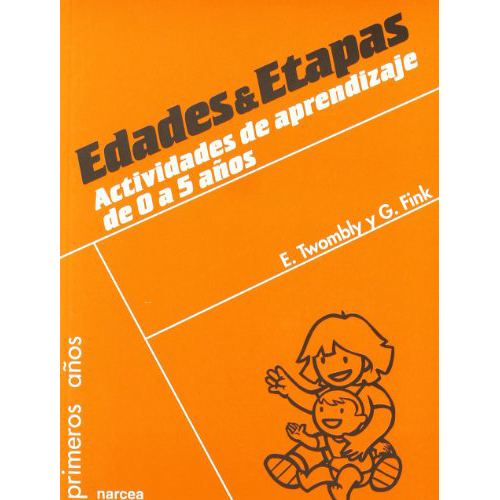 Edades&Etapas
Actividades de aprendizaje
de 0 a 5 años
E. Twombly y G. Fink
primeros años
narcea